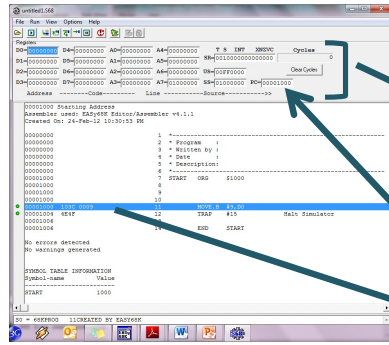 untitled1.S68
File Run View Options Help
Registers
D0=00000000 D4=00000000 A0=00000000 A4=00000000 T S INT XNZVC Cycles
SR=0010000000000000 0
D1=00000000 D5=00000000 A1=00000000 A5=00000000
D2=00000000 D6=00000000 A2=00000000 A6=00000000 US=00FF0000 Clear Cycles
D3=00000000 D7=00000000 A3=00000000 A7=01000000 SS=01000000 PC=00001000
Address --------Code-------- Line ----------Source---------->>
00001000 Starting Address
Assembler used: EASy68K Editor/Assembler v4.1.1
Created On: 24-Feb-12 10:30:53 PM
00000000 1 *-----------------------------------------------
00000000 2 * Program :
00000000 3 * Written by :
00000000 4 * Date :
00000000 5 * Description:
00000000 6 *-----------------------------------------------
00001000 7 START ORG $1000
00001000 8
00001000 9
00001000 10
00001000 103C 0009 11 MOVE.B #9,D0
00001004 4E4F 12 TRAP #15 Halt Simulator
00001006 13
00001006 14 END START
No errors detected
No warnings generated
SYMBOL TABLE INFORMATION
Symbol-name Value
START 1000
S0 = 68KPROG 11CREATED BY EASY68K